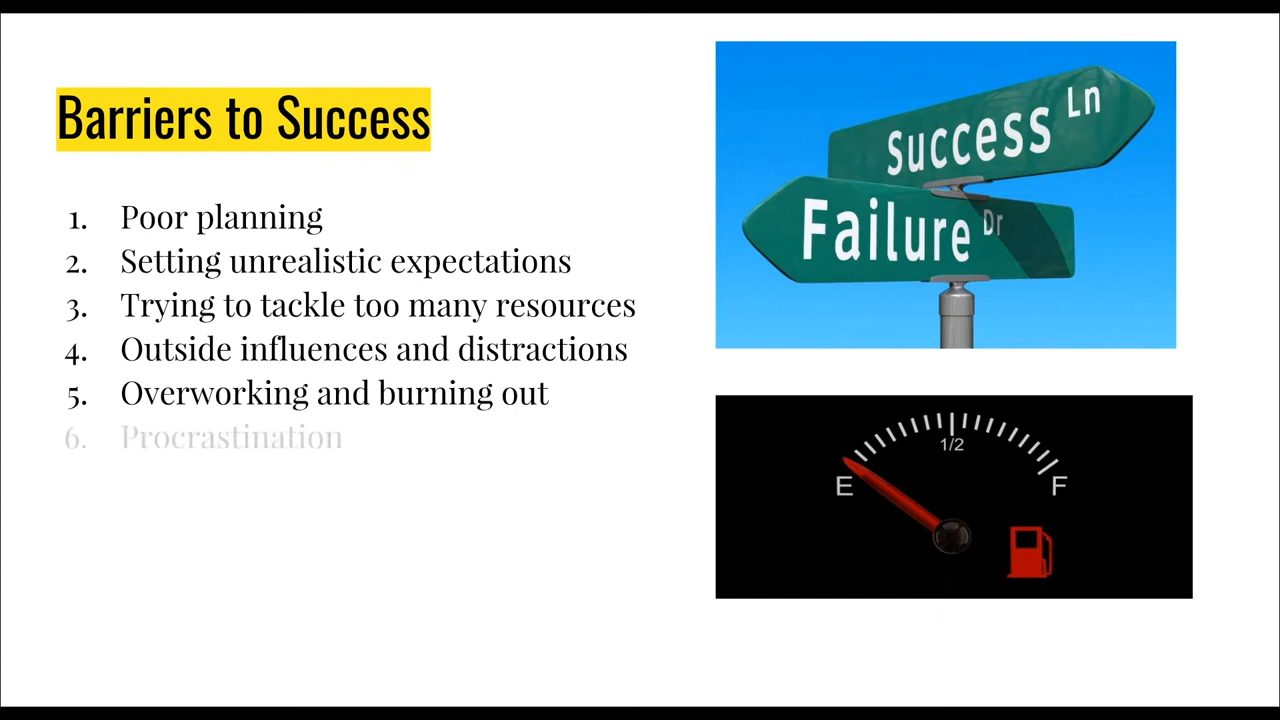 Barriers to Success
1. Poor planning
2. Setting unrealistic expectations
3. Trying to tackle too many resources
4. Outside influences and distractions
5. Overworking and burning out
6. Procrastination
Success Ln
Failure Dr
1/2
E F